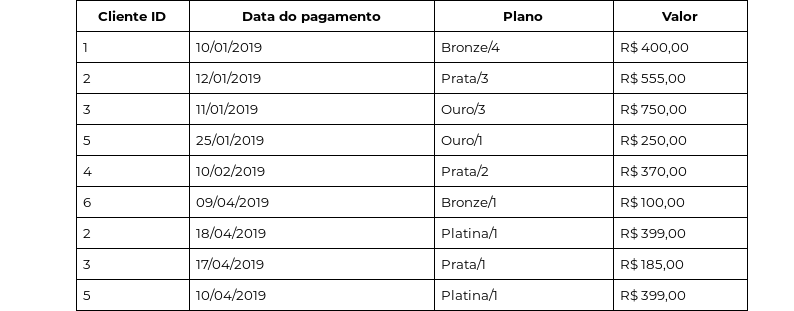 Cliente ID Data do pagamento Plano Valor
1 10/01/2019 Bronze/4 R$ 400,00
2 12/01/2019 Prata/3 R$ 555,00
3 11/01/2019 Ouro/3 R$ 750,00
5 25/01/2019 Ouro/1 R$ 250,00
4 10/02/2019 Prata/2 R$ 370,00
6 09/04/2019 Bronze/1 R$ 100,00
2 18/04/2019 Platina/1 R$ 399,00
3 17/04/2019 Prata/1 R$ 185,00
5 10/04/2019 Platina/1 R$ 399,00